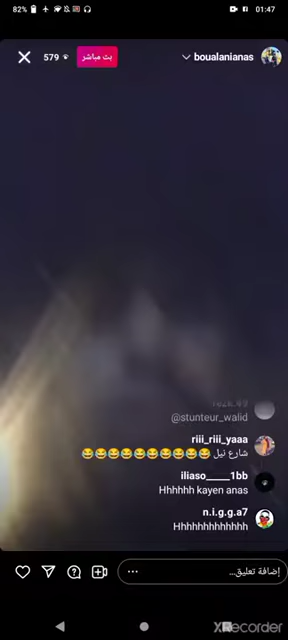 82%
01:47
579
بث مباشر
boualanianas
@stunteur_walid
riii_riii_yaaa
شارع نيل 😂😂😂😂😂😂😂😂😂😂
iliaso_____1bb
Hhhhhh kayen anas
n.i.g.g.a7
Hhhhhhhhhhhh
إضافة تعليق...
XRecorder